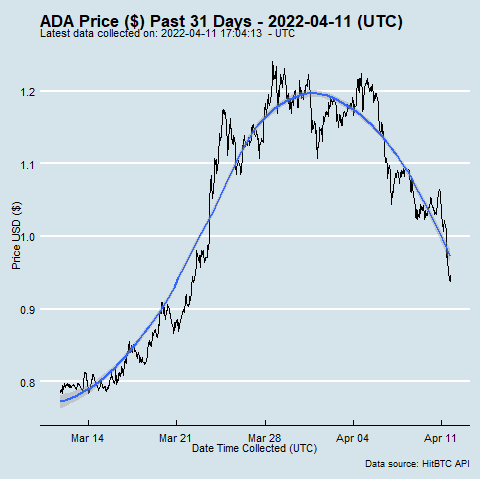 ADA Price ($) Past 31 Days - 2022-04-11 (UTC)
Latest data collected on: 2022-04-11 17:04:13 - UTC
1.2
1.1
1.0
0.9
0.8
Price USD ($)
Mar 14 Mar 21 Mar 28 Apr 04 Apr 11
Date Time Collected (UTC)
Data source: HitBTC API